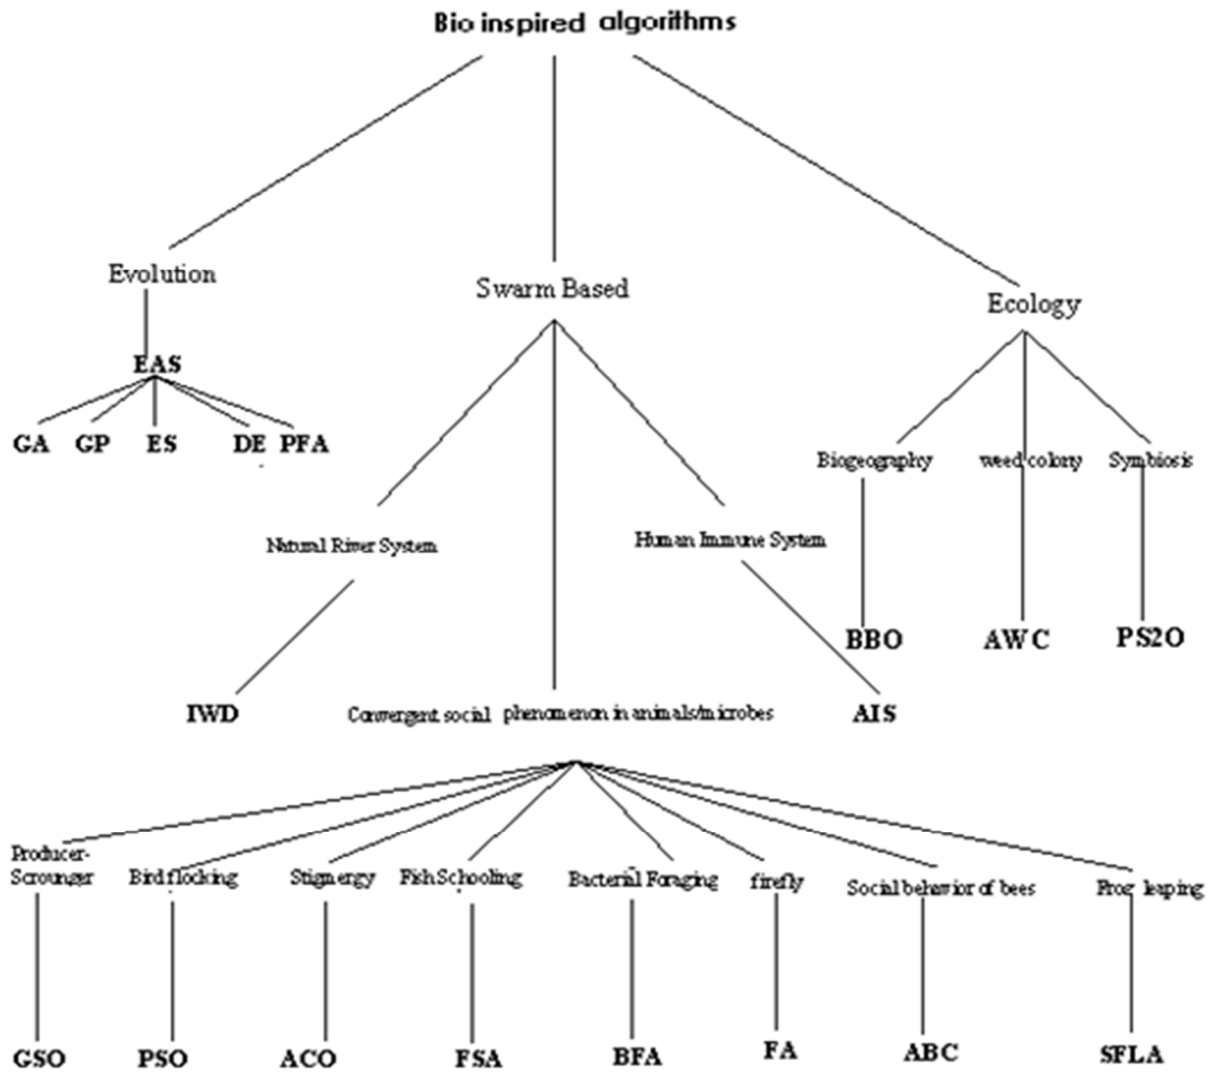 Bio inspired algorithms
Evolution
Swarm Based
Ecology
EAS
GA GP ES DE PFA
Biogeography weed colony Symbiosis
Natural River System
Human Immune System
BBO AWC PS2O
IWD
Convergent social phenomenon in animals/microbes
AIS
Producer-
Scrounger
Bird flocking
Stigmergy
Fish Schooling
Bacterial Foraging
firefly
Social behavior of bees
Frog leaping
GSO PSO ACO FSA BFA FA ABC SFLA